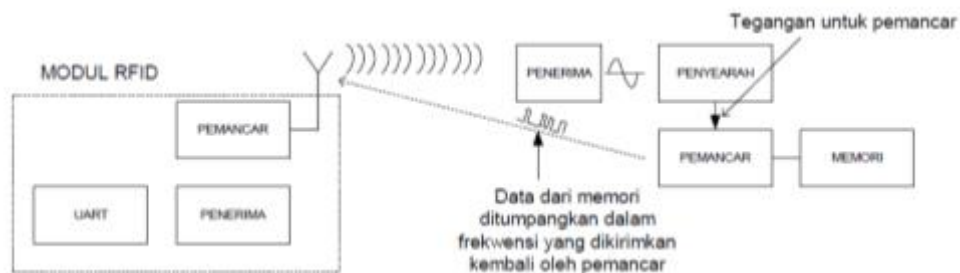 Tegangan untuk pemancar
MODUL RFID
PENERIMA
PENYEARAH
PEMANCAR
PEMANCAR
MEMORI
UART
PENERIMA
Data dari memori
ditumpangkan dalam
frekwensi yang dikirimkan
kembali oleh pemancar